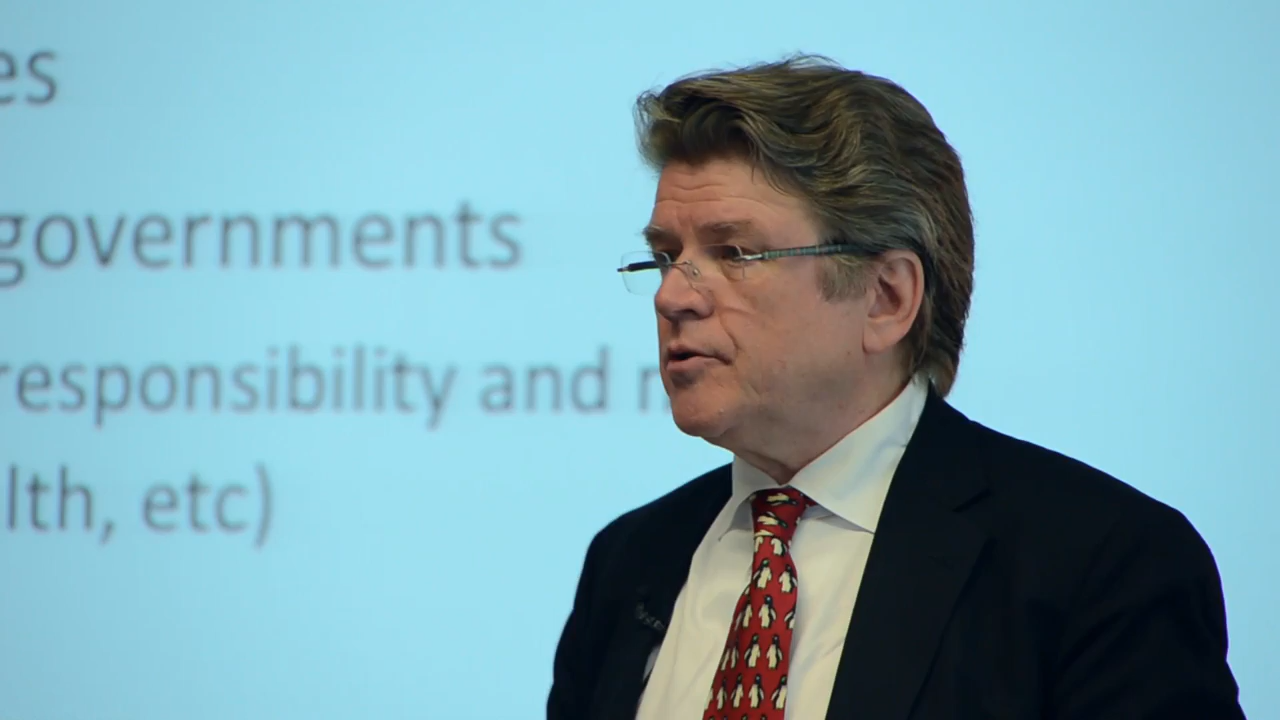 es
governments
responsibility and
lth, etc)